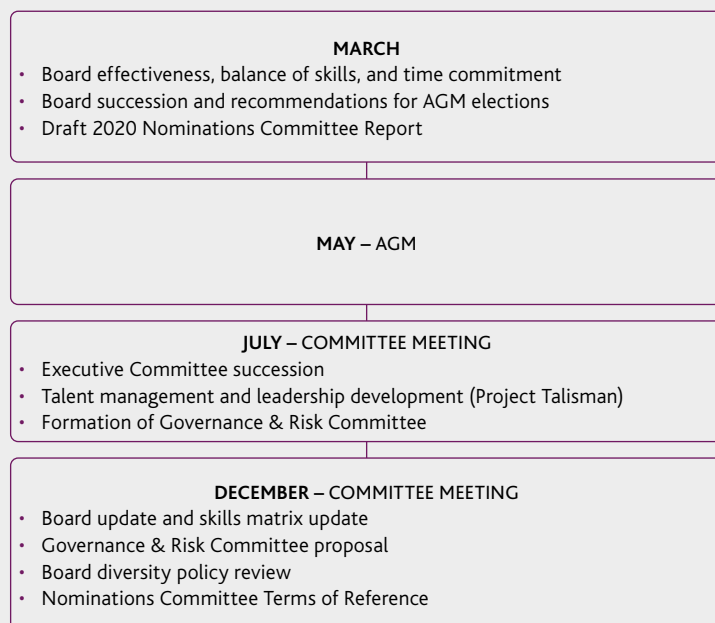 MARCH
• Board effectiveness, balance of skills, and time commitment
• Board succession and recommendations for AGM elections
• Draft 2020 Nominations Committee Report
MAY – AGM
JULY – COMMITTEE MEETING
• Executive Committee succession
• Talent management and leadership development (Project Talisman)
• Formation of Governance & Risk Committee
DECEMBER – COMMITTEE MEETING
• Board update and skills matrix update
• Governance & Risk Committee proposal
• Board diversity policy review
• Nominations Committee Terms of Reference